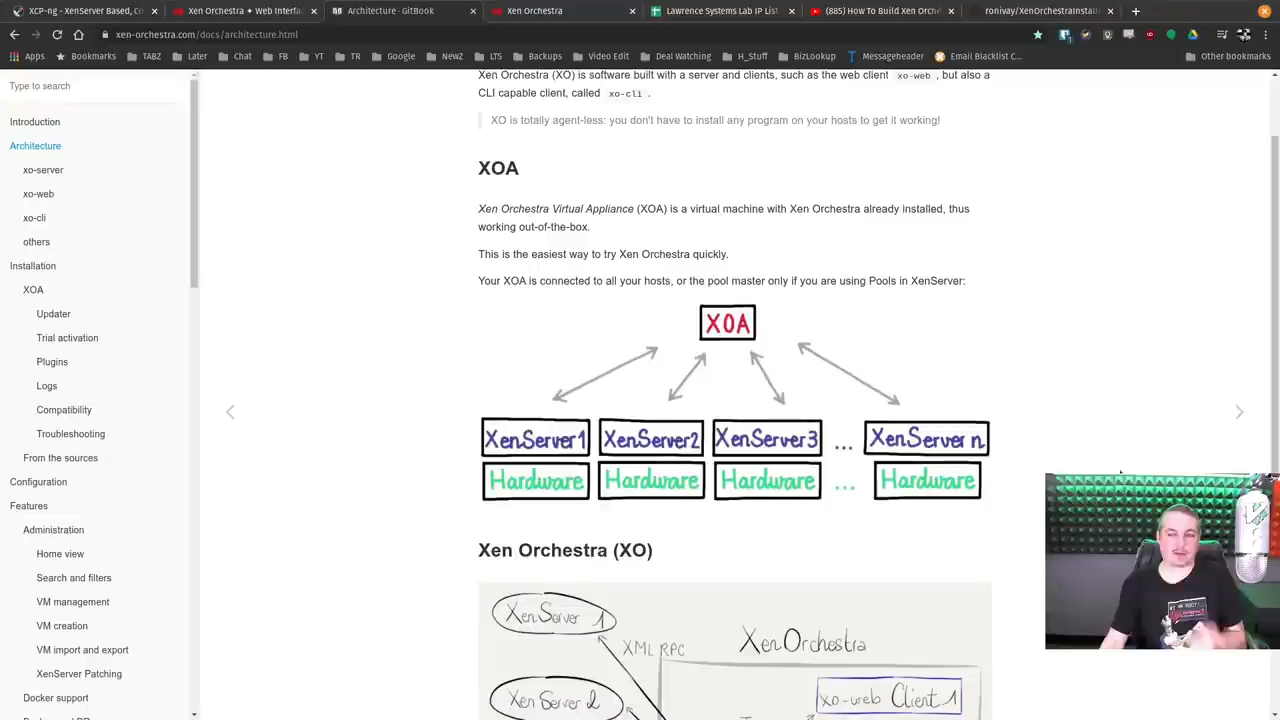 XCP-ng - XenServer Based, Co
Xen Orchestra • Web Interfa
Architecture · GitBook
Xen Orchestra
Lawrence Systems Lab IP List
(885) How To Build Xen Orche
ronivay/XenOrchestraInstall
xen-orchestra.com/docs/architecture.html
Apps
Bookmarks
TABZ
Later
Chat
FB
YT
TR
Google
NewZ
LTS
Backups
Video Edit
Deal Watching
H_Stuff
BizLookup
Messageheader
Email Blacklist C...
Other bookmarks
Type to search
Introduction
Architecture
xo-server
xo-web
xo-cli
others
Installation
XOA
Updater
Trial activation
Plugins
Logs
Compatibility
Troubleshooting
From the sources
Configuration
Features
Administration
Home view
Search and filters
VM management
VM creation
VM import and export
XenServer Patching
Docker support
Xen Orchestra (XO) is software built with a server and clients, such as the web client xo-web , but also a
CLI capable client, called xo-cli .
XO is totally agent-less: you don't have to install any program on your hosts to get it working!
XOA
Xen Orchestra Virtual Appliance (XOA) is a virtual machine with Xen Orchestra already installed, thus
working out-of-the-box.
This is the easiest way to try Xen Orchestra quickly.
Your XOA is connected to all your hosts, or the pool master only if you are using Pools in XenServer:
XOA
XenServer1 XenServer2 XenServer3 ... XenServer n
Hardware Hardware Hardware ... Hardware
Xen Orchestra (XO)
XenServer 1
XML RPC
XenOrchestra
Xen Server 2
xo-web Client 1